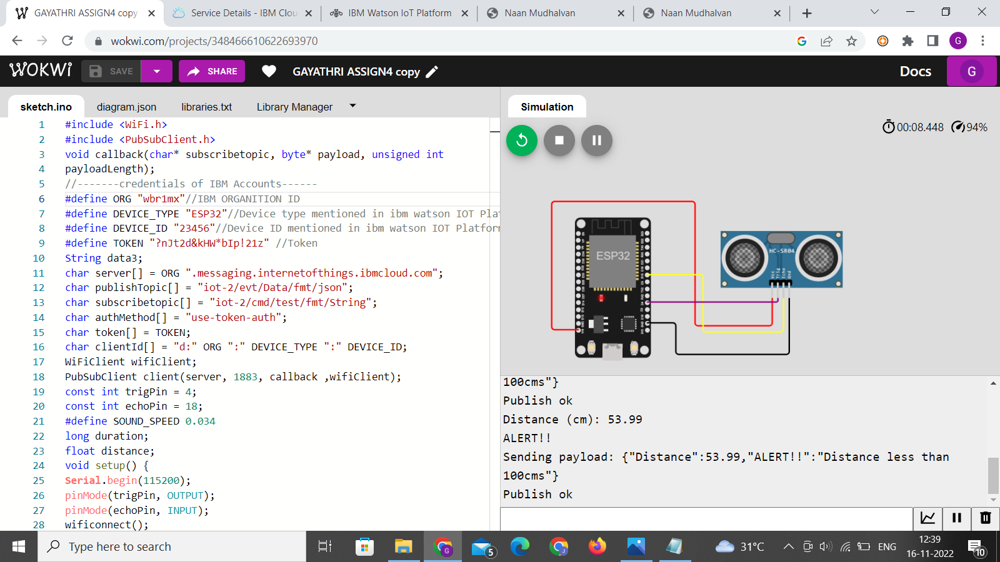 GAYATHRI ASSIGN4 copy
Service Details - IBM Clou
IBM Watson IoT Platform
Naan Mudhalvan
Naan Mudhalvan
wokwi.com/projects/348466610622693970
G
WOKWi
SAVE
SHARE
GAYATHRI ASSIGN4 copy
Docs
G
sketch.ino
diagram.json
libraries.txt
Library Manager
Simulation
00:08.448
94%
1 #include <WiFi.h>
2 #include <PubSubClient.h>
3 void callback(char* subscribetopic, byte* payload, unsigned int
4 payloadLength);
5 //-------credentials of IBM Accounts------
6 #define ORG "wbr1mx"//IBM ORGANITION ID
7 #define DEVICE_TYPE "ESP32"//Device type mentioned in ibm watson IOT Pla
8 #define DEVICE_ID "23456"//Device ID mentioned in ibm watson IOT Platfor
9 #define TOKEN "?nJt2d&kHW*bIp!21z" //Token
10 String data3;
11 char server[] = ORG ".messaging.internetofthings.ibmcloud.com";
12 char publishTopic[] = "iot-2/evt/Data/fmt/json";
13 char subscribetopic[] = "iot-2/cmd/test/fmt/String";
14 char authMethod[] = "use-token-auth";
15 char token[] = TOKEN;
16 char clientId[] = "d:" ORG ":" DEVICE_TYPE ":" DEVICE_ID;
17 WiFiClient wifiClient;
18 PubSubClient client(server, 1883, callback ,wifiClient);
19 const int trigPin = 4;
20 const int echoPin = 18;
21 #define SOUND_SPEED 0.034
22 long duration;
23 float distance;
24 void setup() {
25 Serial.begin(115200);
26 pinMode(trigPin, OUTPUT);
27 pinMode(echoPin, INPUT);
28 wificonnect();
ESP32
HC-SR04
Vcc
Trig
Echo
Gnd
100cms"}
Publish ok
Distance (cm): 53.99
ALERT!!
Sending payload: {"Distance":53.99,"ALERT!!":"Distance less than
100cms"}
Publish ok
Type here to search
G
5
J
31°C
ENG
12:39
16-11-2022
10